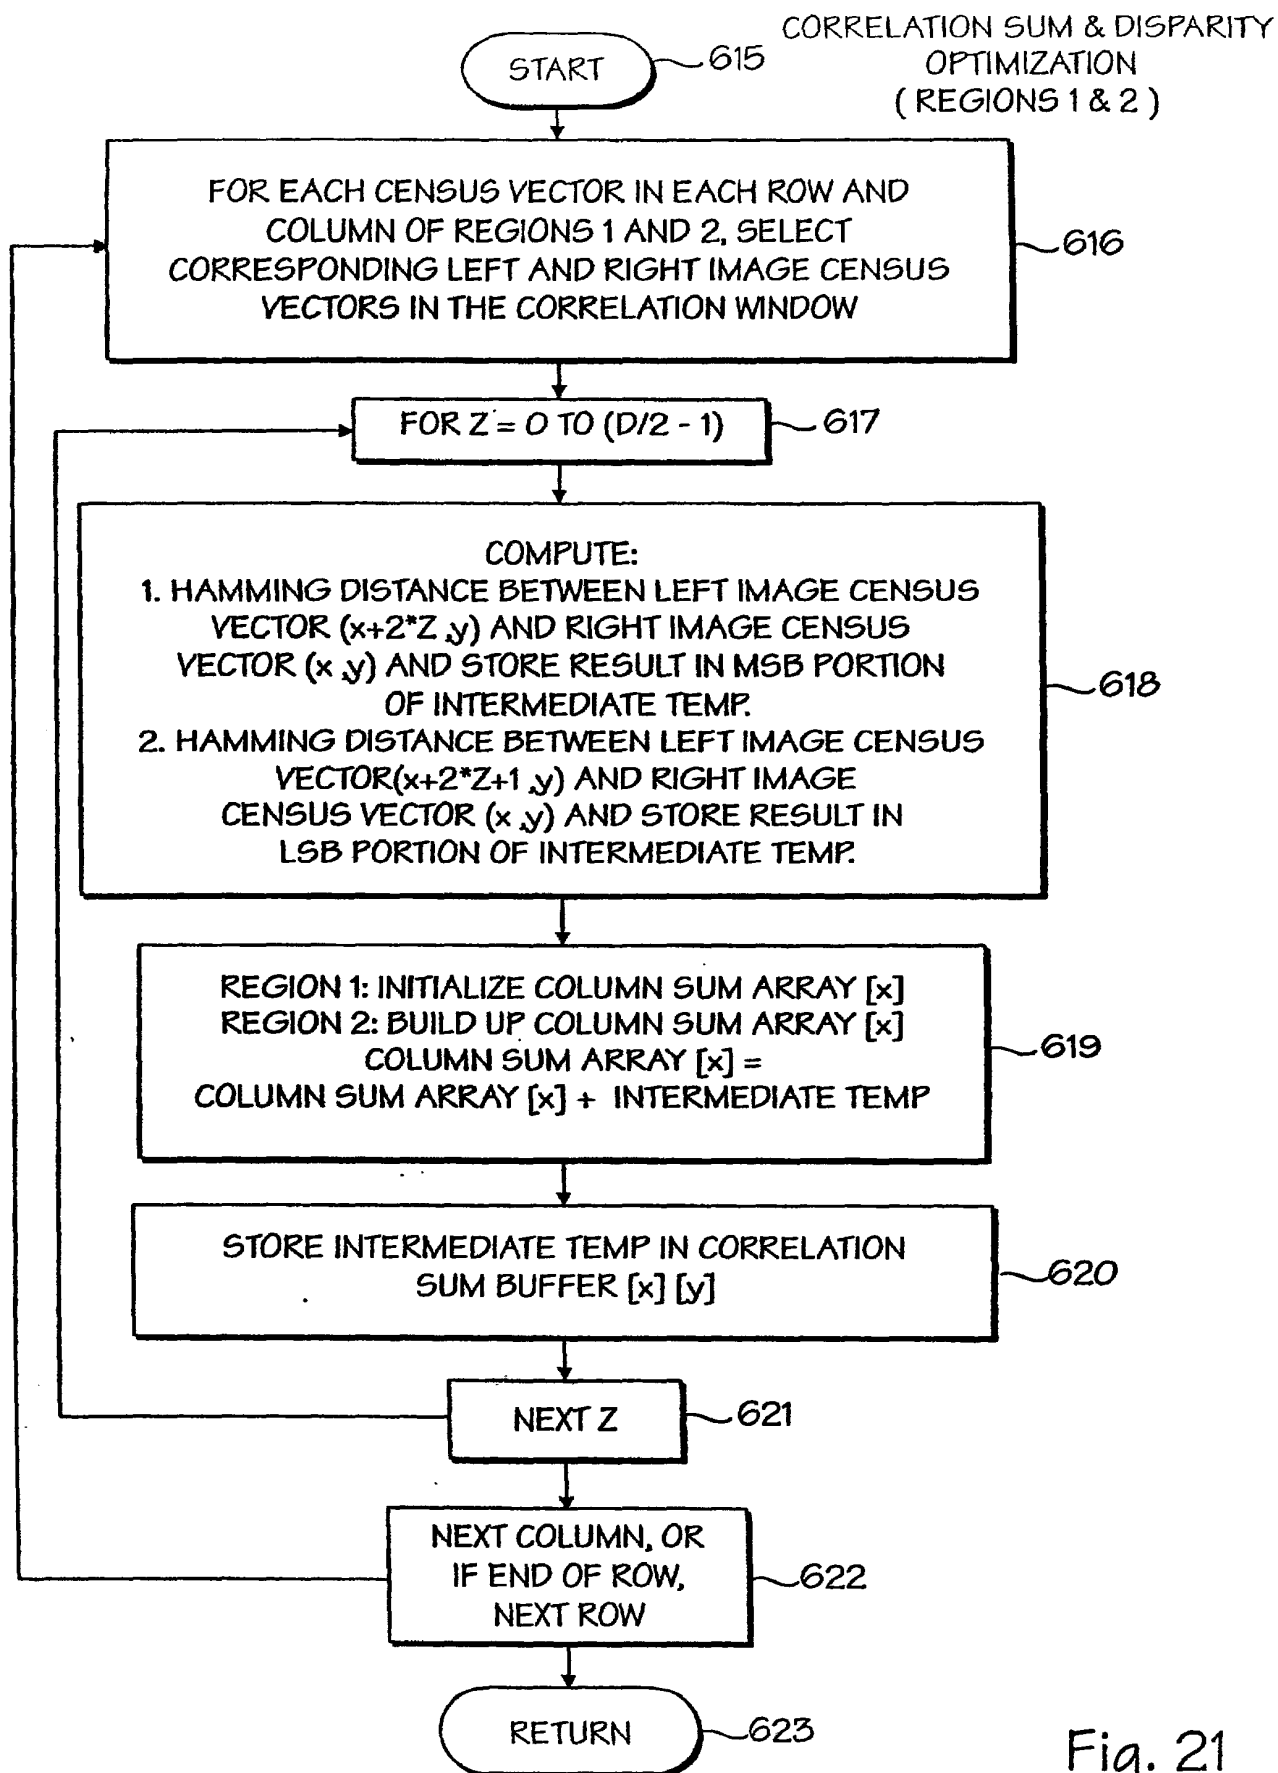 CORRELATION SUM & DISPARITY
OPTIMIZATION
( REGIONS 1 & 2 )
START
615
FOR EACH CENSUS VECTOR IN EACH ROW AND
COLUMN OF REGIONS 1 AND 2, SELECT
CORRESPONDING LEFT AND RIGHT IMAGE CENSUS
VECTORS IN THE CORRELATION WINDOW
616
FOR Z = 0 TO (D/2 - 1)
617
COMPUTE:
1. HAMMING DISTANCE BETWEEN LEFT IMAGE CENSUS
VECTOR (x+2*Z ,y) AND RIGHT IMAGE CENSUS
VECTOR (x ,y) AND STORE RESULT IN MSB PORTION
OF INTERMEDIATE TEMP.
2. HAMMING DISTANCE BETWEEN LEFT IMAGE CENSUS
VECTOR(x+2*Z+1 ,y) AND RIGHT IMAGE
CENSUS VECTOR (x ,y) AND STORE RESULT IN
LSB PORTION OF INTERMEDIATE TEMP.
618
REGION 1: INITIALIZE COLUMN SUM ARRAY [x]
REGION 2: BUILD UP COLUMN SUM ARRAY [x]
COLUMN SUM ARRAY [x] =
COLUMN SUM ARRAY [x] + INTERMEDIATE TEMP
619
STORE INTERMEDIATE TEMP IN CORRELATION
SUM BUFFER [x] [y]
620
NEXT Z
621
NEXT COLUMN, OR
IF END OF ROW,
NEXT ROW
622
RETURN
623
Fig. 21